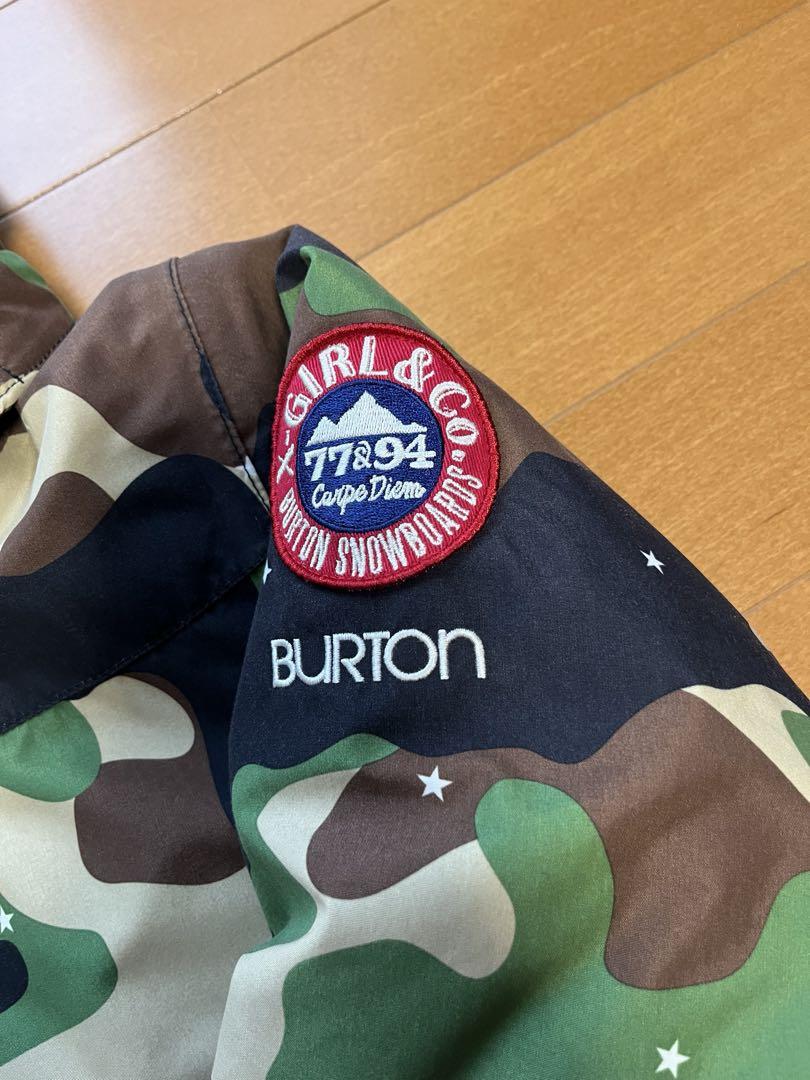 X-GIRL & CO.
77&94
Carpe Diem
BURTON SNOWBOARDS
BURTON